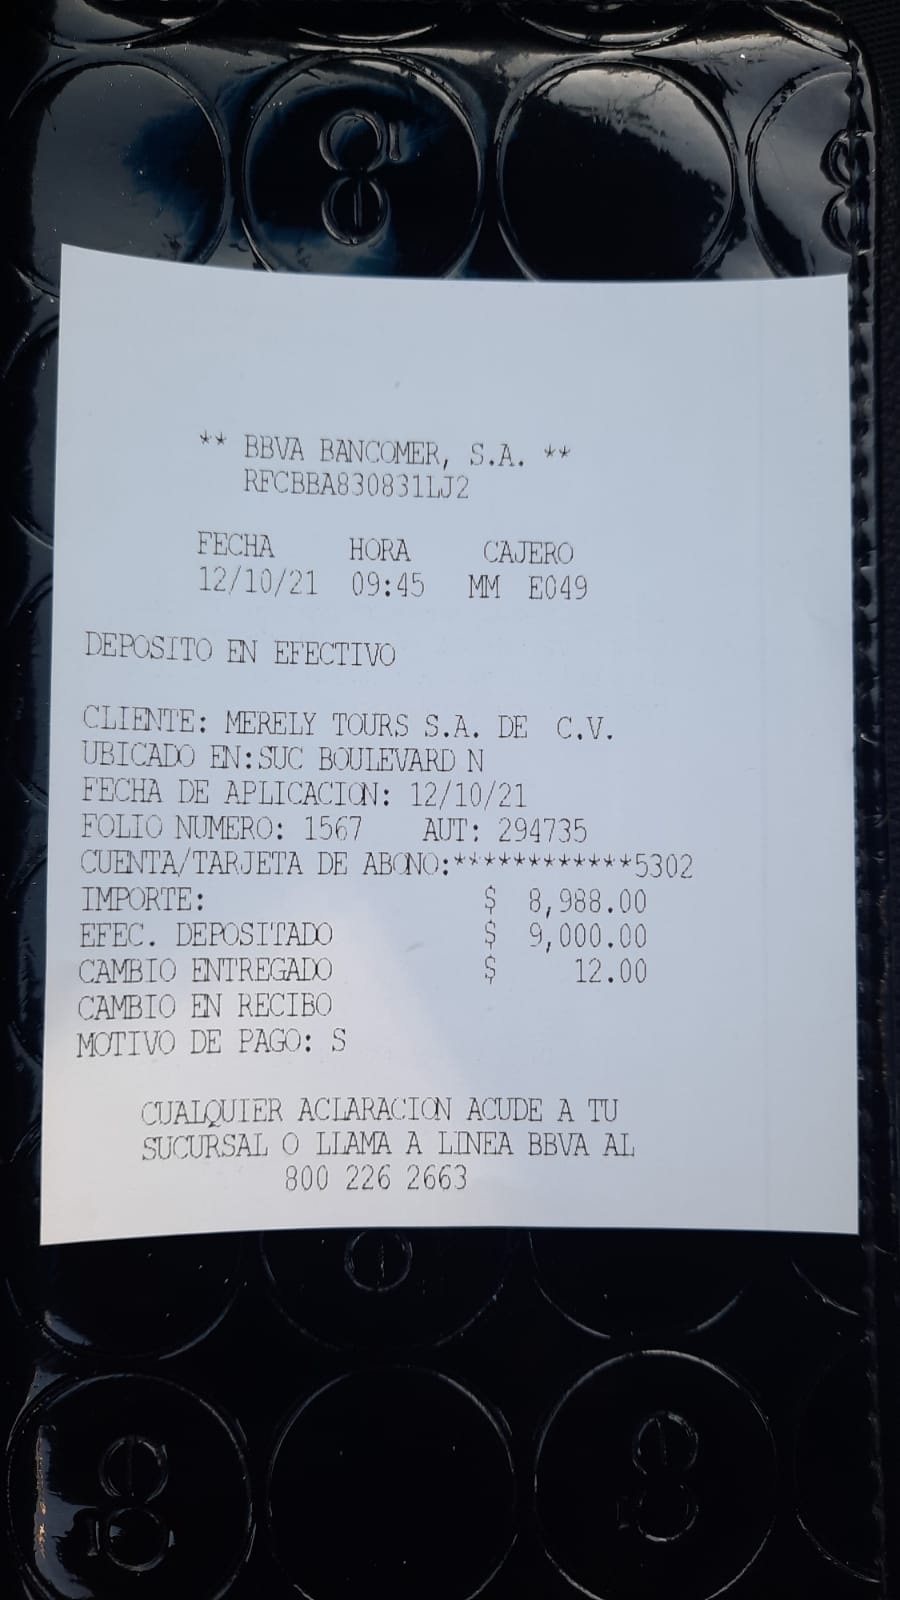 ** BBVA BANCOMER, S.A. **
RFCBBA830831LJ2
FECHA HORA CAJERO
12/10/21 09:45 MM E049
DEPOSITO EN EFECTIVO
CLIENTE: MERELY TOURS S.A. DE C.V.
UBICADO EN:SUC BOULEVARD N
FECHA DE APLICACION: 12/10/21
FOLIO NUMERO: 1567 AUT: 294735
CUENTA/TARJETA DE ABONO:************5302
IMPORTE: $ 8,988.00
EFEC. DEPOSITADO $ 9,000.00
CAMBIO ENTREGADO $ 12.00
CAMBIO EN RECIBO
MOTIVO DE PAGO: S
CUALQUIER ACLARACION ACUDE A TU
SUCURSAL O LLAMA A LINEA BBVA AL
800 226 2663